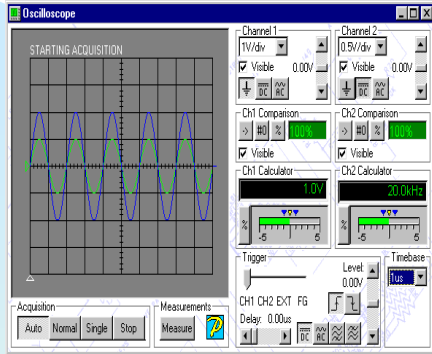 Oscilloscope
STARTING ACQUISITION
Channel 1
1V/div
Visible
0.00V
DC
AC
Channel 2
0.5V/div
Visible
0.00V
DC
AC
Ch1 Comparison
-> #0 % 100%
Visible
Ch2 Comparison
-> #0 % 100%
Visible
Ch1 Calculator
1.0V
%
-5 5
Ch2 Calculator
20.0kHz
%
-5 5
Trigger
Level:
0.00V
CH1 CH2 EXT FG
Delay: 0.00us
DC
AC
Timebase
1us
Acquisition
Auto Normal Single Stop
Measurements
Measure